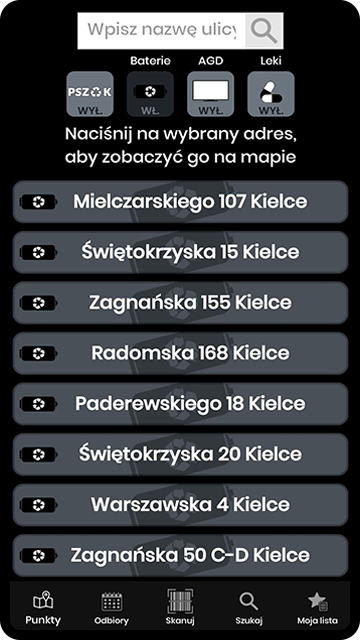 Wpisz nazwę ulicy
Baterie AGD Leki
PSZOK
WYŁ. WŁ. WYŁ. WYŁ.
Naciśnij na wybrany adres,
aby zobaczyć go na mapie
Mielczarskiego 107 Kielce
Świętokrzyska 15 Kielce
Zagnańska 155 Kielce
Radomska 168 Kielce
Paderewskiego 18 Kielce
Świętokrzyska 20 Kielce
Warszawska 4 Kielce
Zagnańska 50 C-D Kielce
Punkty Odbiory Skanuj Szukaj Moja lista